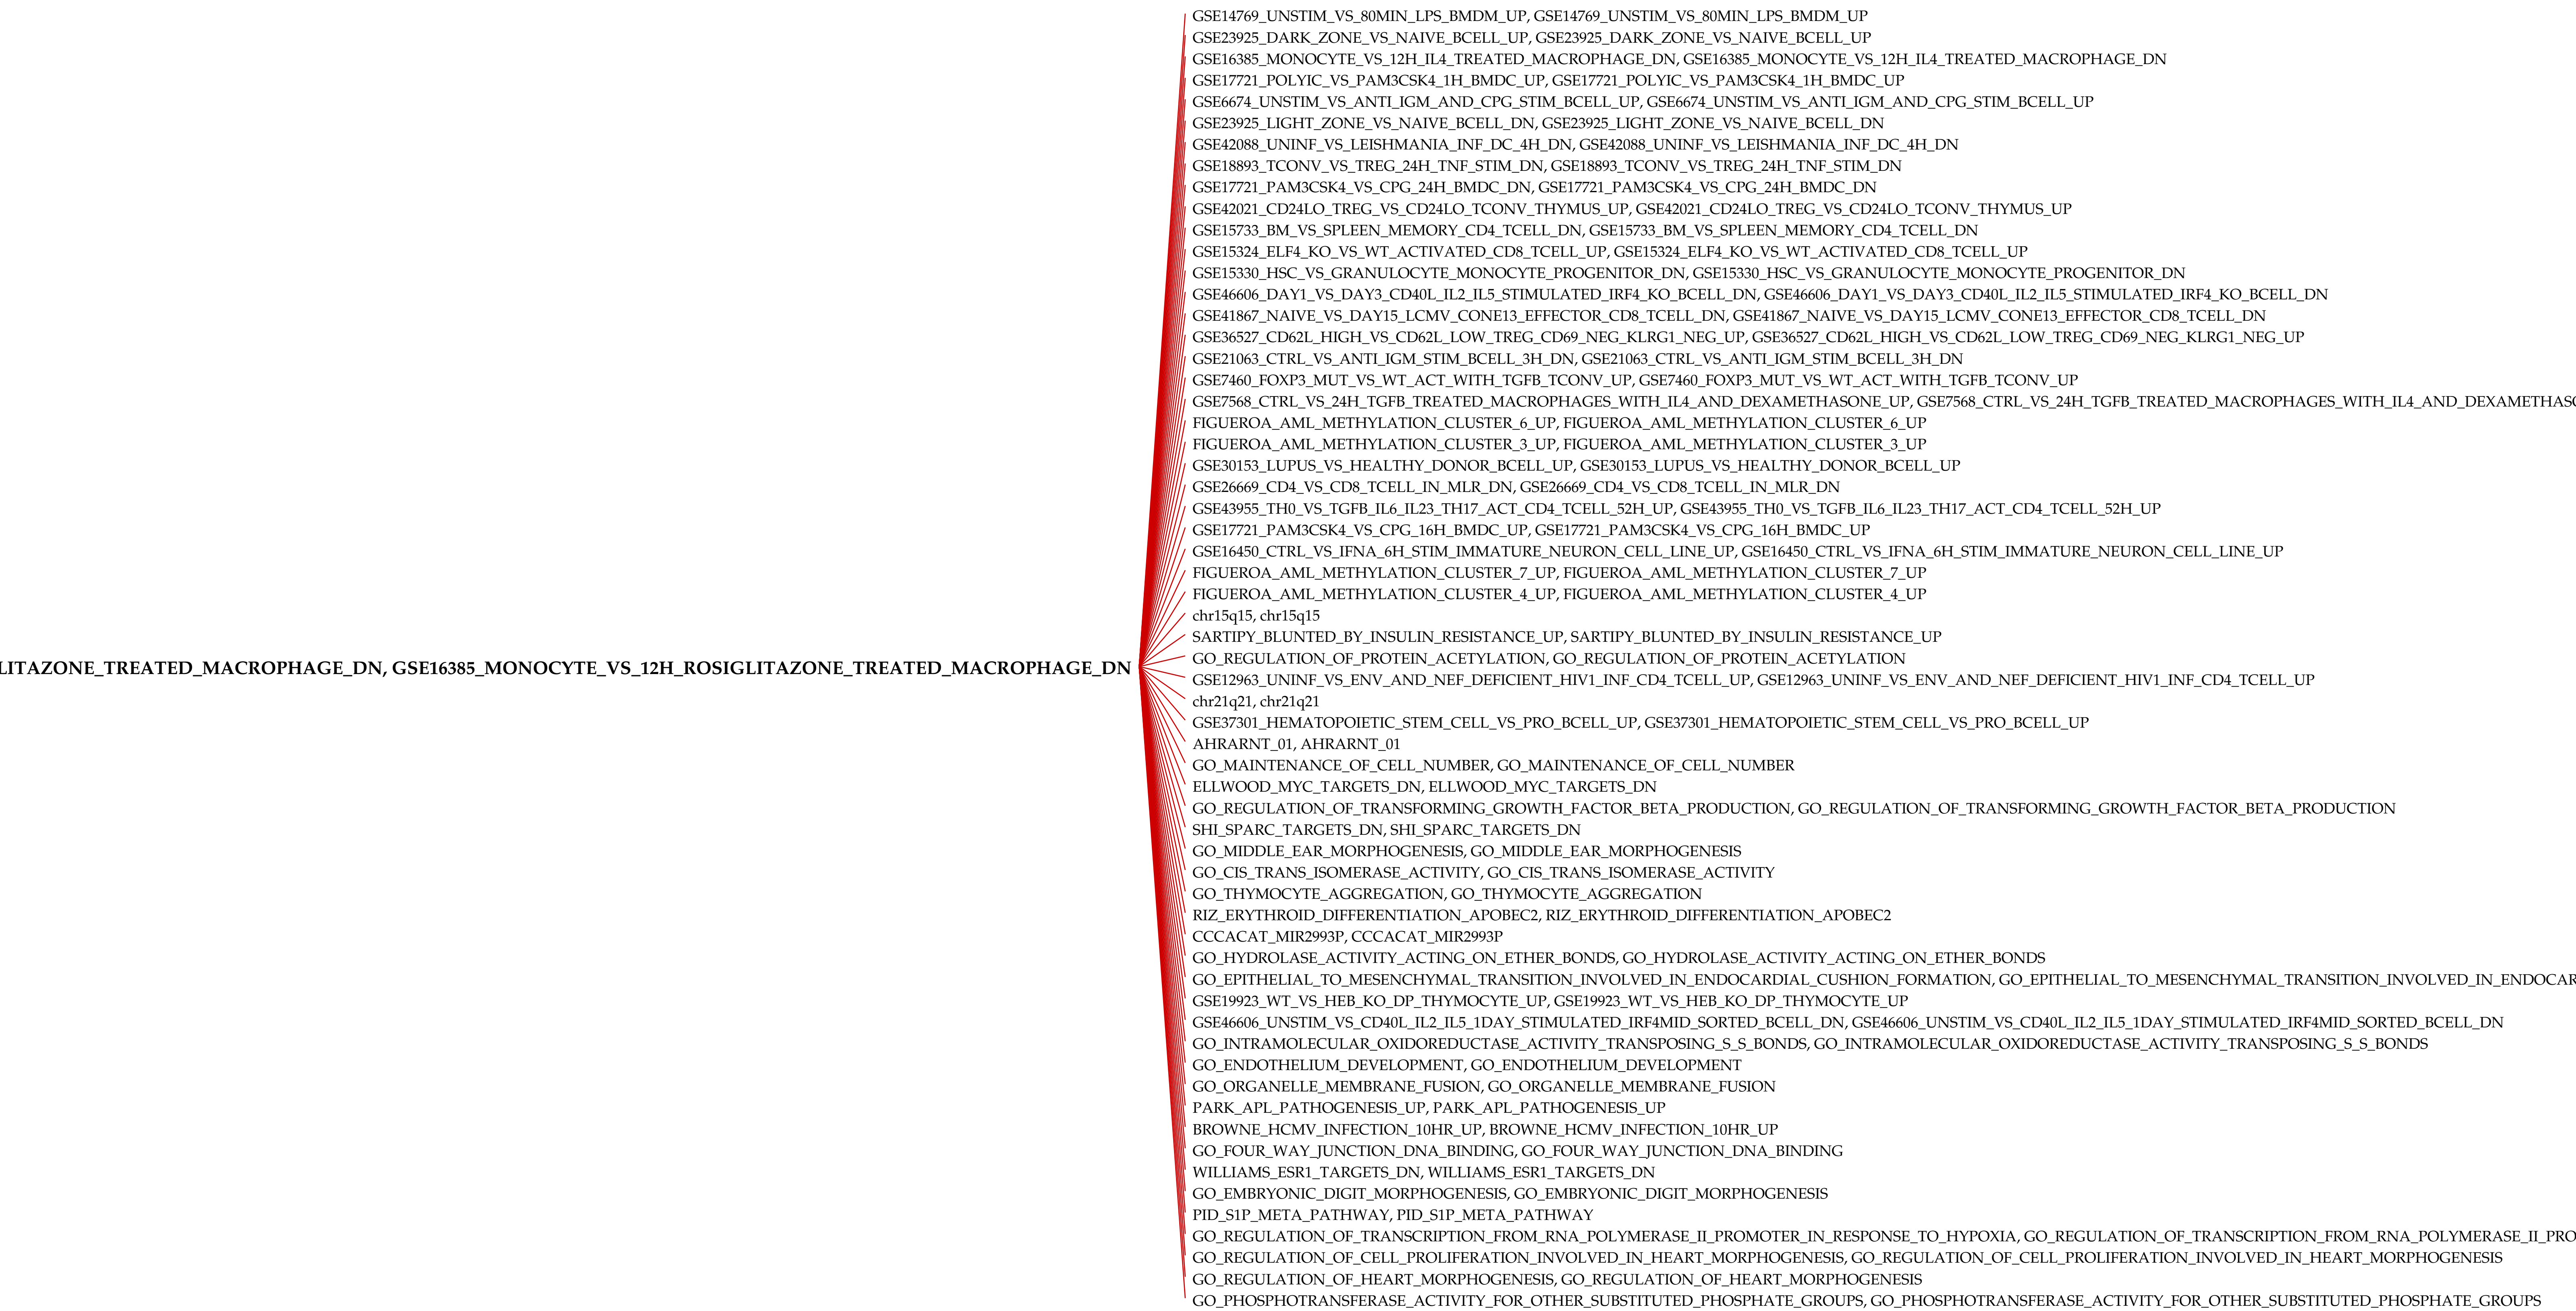 GSE14769_UNSTIM_VS_80MIN_LPS_BMDM_UP, GSE14769_UNSTIM_VS_80MIN_LPS_BMDM_UP
GSE23925_DARK_ZONE_VS_NAIVE_BCELL_UP, GSE23925_DARK_ZONE_VS_NAIVE_BCELL_UP
GSE16385_MONOCYTE_VS_12H_IL4_TREATED_MACROPHAGE_DN, GSE16385_MONOCYTE_VS_12H_IL4_TREATED_MACROPHAGE_DN
GSE17721_POLYIC_VS_PAM3CSK4_1H_BMDC_UP, GSE17721_POLYIC_VS_PAM3CSK4_1H_BMDC_UP
GSE6674_UNSTIM_VS_ANTI_IGM_AND_CPG_STIM_BCELL_UP, GSE6674_UNSTIM_VS_ANTI_IGM_AND_CPG_STIM_BCELL_UP
GSE23925_LIGHT_ZONE_VS_NAIVE_BCELL_DN, GSE23925_LIGHT_ZONE_VS_NAIVE_BCELL_DN
GSE42088_UNINF_VS_LEISHMANIA_INF_DC_4H_DN, GSE42088_UNINF_VS_LEISHMANIA_INF_DC_4H_DN
GSE18893_TCONV_VS_TREG_24H_TNF_STIM_DN, GSE18893_TCONV_VS_TREG_24H_TNF_STIM_DN
GSE17721_PAM3CSK4_VS_CPG_24H_BMDC_DN, GSE17721_PAM3CSK4_VS_CPG_24H_BMDC_DN
GSE42021_CD24LO_TREG_VS_CD24LO_TCONV_THYMUS_UP, GSE42021_CD24LO_TREG_VS_CD24LO_TCONV_THYMUS_UP
GSE15733_BM_VS_SPLEEN_MEMORY_CD4_TCELL_DN, GSE15733_BM_VS_SPLEEN_MEMORY_CD4_TCELL_DN
GSE15324_ELF4_KO_VS_WT_ACTIVATED_CD8_TCELL_UP, GSE15324_ELF4_KO_VS_WT_ACTIVATED_CD8_TCELL_UP
GSE15330_HSC_VS_GRANULOCYTE_MONOCYTE_PROGENITOR_DN, GSE15330_HSC_VS_GRANULOCYTE_MONOCYTE_PROGENITOR_DN
GSE46606_DAY1_VS_DAY3_CD40L_IL2_IL5_STIMULATED_IRF4_KO_BCELL_DN, GSE46606_DAY1_VS_DAY3_CD40L_IL2_IL5_STIMULATED_IRF4_KO_BCELL_DN
GSE41867_NAIVE_VS_DAY15_LCMV_CONE13_EFFECTOR_CD8_TCELL_DN, GSE41867_NAIVE_VS_DAY15_LCMV_CONE13_EFFECTOR_CD8_TCELL_DN
GSE36527_CD62L_HIGH_VS_CD62L_LOW_TREG_CD69_NEG_KLRG1_NEG_UP, GSE36527_CD62L_HIGH_VS_CD62L_LOW_TREG_CD69_NEG_KLRG1_NEG_UP
GSE21063_CTRL_VS_ANTI_IGM_STIM_BCELL_3H_DN, GSE21063_CTRL_VS_ANTI_IGM_STIM_BCELL_3H_DN
GSE7460_FOXP3_MUT_VS_WT_ACT_WITH_TGFB_TCONV_UP, GSE7460_FOXP3_MUT_VS_WT_ACT_WITH_TGFB_TCONV_UP
GSE7568_CTRL_VS_24H_TGFB_TREATED_MACROPHAGES_WITH_IL4_AND_DEXAMETHASONE_UP, GSE7568_CTRL_VS_24H_TGFB_TREATED_MACROPHAGES_WITH_IL4_AND_DEXAMETHASO
FIGUEROA_AML_METHYLATION_CLUSTER_6_UP, FIGUEROA_AML_METHYLATION_CLUSTER_6_UP
FIGUEROA_AML_METHYLATION_CLUSTER_3_UP, FIGUEROA_AML_METHYLATION_CLUSTER_3_UP
GSE30153_LUPUS_VS_HEALTHY_DONOR_BCELL_UP, GSE30153_LUPUS_VS_HEALTHY_DONOR_BCELL_UP
GSE26669_CD4_VS_CD8_TCELL_IN_MLR_DN, GSE26669_CD4_VS_CD8_TCELL_IN_MLR_DN
GSE43955_TH0_VS_TGFB_IL6_IL23_TH17_ACT_CD4_TCELL_52H_UP, GSE43955_TH0_VS_TGFB_IL6_IL23_TH17_ACT_CD4_TCELL_52H_UP
GSE17721_PAM3CSK4_VS_CPG_16H_BMDC_UP, GSE17721_PAM3CSK4_VS_CPG_16H_BMDC_UP
GSE16450_CTRL_VS_IFNA_6H_STIM_IMMATURE_NEURON_CELL_LINE_UP, GSE16450_CTRL_VS_IFNA_6H_STIM_IMMATURE_NEURON_CELL_LINE_UP
FIGUEROA_AML_METHYLATION_CLUSTER_7_UP, FIGUEROA_AML_METHYLATION_CLUSTER_7_UP
FIGUEROA_AML_METHYLATION_CLUSTER_4_UP, FIGUEROA_AML_METHYLATION_CLUSTER_4_UP
chr15q15, chr15q15
SARTIPY_BLUNTED_BY_INSULIN_RESISTANCE_UP, SARTIPY_BLUNTED_BY_INSULIN_RESISTANCE_UP
GO_REGULATION_OF_PROTEIN_ACETYLATION, GO_REGULATION_OF_PROTEIN_ACETYLATION
LITAZONE_TREATED_MACROPHAGE_DN, GSE16385_MONOCYTE_VS_12H_ROSIGLITAZONE_TREATED_MACROPHAGE_DN
GSE12963_UNINF_VS_ENV_AND_NEF_DEFICIENT_HIV1_INF_CD4_TCELL_UP, GSE12963_UNINF_VS_ENV_AND_NEF_DEFICIENT_HIV1_INF_CD4_TCELL_UP
chr21q21, chr21q21
GSE37301_HEMATOPOIETIC_STEM_CELL_VS_PRO_BCELL_UP, GSE37301_HEMATOPOIETIC_STEM_CELL_VS_PRO_BCELL_UP
AHRARNT_01, AHRARNT_01
GO_MAINTENANCE_OF_CELL_NUMBER, GO_MAINTENANCE_OF_CELL_NUMBER
ELLWOOD_MYC_TARGETS_DN, ELLWOOD_MYC_TARGETS_DN
GO_REGULATION_OF_TRANSFORMING_GROWTH_FACTOR_BETA_PRODUCTION, GO_REGULATION_OF_TRANSFORMING_GROWTH_FACTOR_BETA_PRODUCTION
SHI_SPARC_TARGETS_DN, SHI_SPARC_TARGETS_DN
GO_MIDDLE_EAR_MORPHOGENESIS, GO_MIDDLE_EAR_MORPHOGENESIS
GO_CIS_TRANS_ISOMERASE_ACTIVITY, GO_CIS_TRANS_ISOMERASE_ACTIVITY
GO_THYMOCYTE_AGGREGATION, GO_THYMOCYTE_AGGREGATION
RIZ_ERYTHROID_DIFFERENTIATION_APOBEC2, RIZ_ERYTHROID_DIFFERENTIATION_APOBEC2
CCCACAT_MIR2993P, CCCACAT_MIR2993P
GO_HYDROLASE_ACTIVITY_ACTING_ON_ETHER_BONDS, GO_HYDROLASE_ACTIVITY_ACTING_ON_ETHER_BONDS
GO_EPITHELIAL_TO_MESENCHYMAL_TRANSITION_INVOLVED_IN_ENDOCARDIAL_CUSHION_FORMATION, GO_EPITHELIAL_TO_MESENCHYMAL_TRANSITION_INVOLVED_IN_ENDOCAR
GSE19923_WT_VS_HEB_KO_DP_THYMOCYTE_UP, GSE19923_WT_VS_HEB_KO_DP_THYMOCYTE_UP
GSE46606_UNSTIM_VS_CD40L_IL2_IL5_1DAY_STIMULATED_IRF4MID_SORTED_BCELL_DN, GSE46606_UNSTIM_VS_CD40L_IL2_IL5_1DAY_STIMULATED_IRF4MID_SORTED_BCELL_DN
GO_INTRAMOLECULAR_OXIDOREDUCTASE_ACTIVITY_TRANSPOSING_S_S_BONDS, GO_INTRAMOLECULAR_OXIDOREDUCTASE_ACTIVITY_TRANSPOSING_S_S_BONDS
GO_ENDOTHELIUM_DEVELOPMENT, GO_ENDOTHELIUM_DEVELOPMENT
GO_ORGANELLE_MEMBRANE_FUSION, GO_ORGANELLE_MEMBRANE_FUSION
PARK_APL_PATHOGENESIS_UP, PARK_APL_PATHOGENESIS_UP
BROWNE_HCMV_INFECTION_10HR_UP, BROWNE_HCMV_INFECTION_10HR_UP
GO_FOUR_WAY_JUNCTION_DNA_BINDING, GO_FOUR_WAY_JUNCTION_DNA_BINDING
WILLIAMS_ESR1_TARGETS_DN, WILLIAMS_ESR1_TARGETS_DN
GO_EMBRYONIC_DIGIT_MORPHOGENESIS, GO_EMBRYONIC_DIGIT_MORPHOGENESIS
PID_S1P_META_PATHWAY, PID_S1P_META_PATHWAY
GO_REGULATION_OF_TRANSCRIPTION_FROM_RNA_POLYMERASE_II_PROMOTER_IN_RESPONSE_TO_HYPOXIA, GO_REGULATION_OF_TRANSCRIPTION_FROM_RNA_POLYMERASE_II_PRO
GO_REGULATION_OF_CELL_PROLIFERATION_INVOLVED_IN_HEART_MORPHOGENESIS, GO_REGULATION_OF_CELL_PROLIFERATION_INVOLVED_IN_HEART_MORPHOGENESIS
GO_REGULATION_OF_HEART_MORPHOGENESIS, GO_REGULATION_OF_HEART_MORPHOGENESIS
GO_PHOSPHOTRANSFERASE_ACTIVITY_FOR_OTHER_SUBSTITUTED_PHOSPHATE_GROUPS, GO_PHOSPHOTRANSFERASE_ACTIVITY_FOR_OTHER_SUBSTITUTED_PHOSPHATE_GROUPS